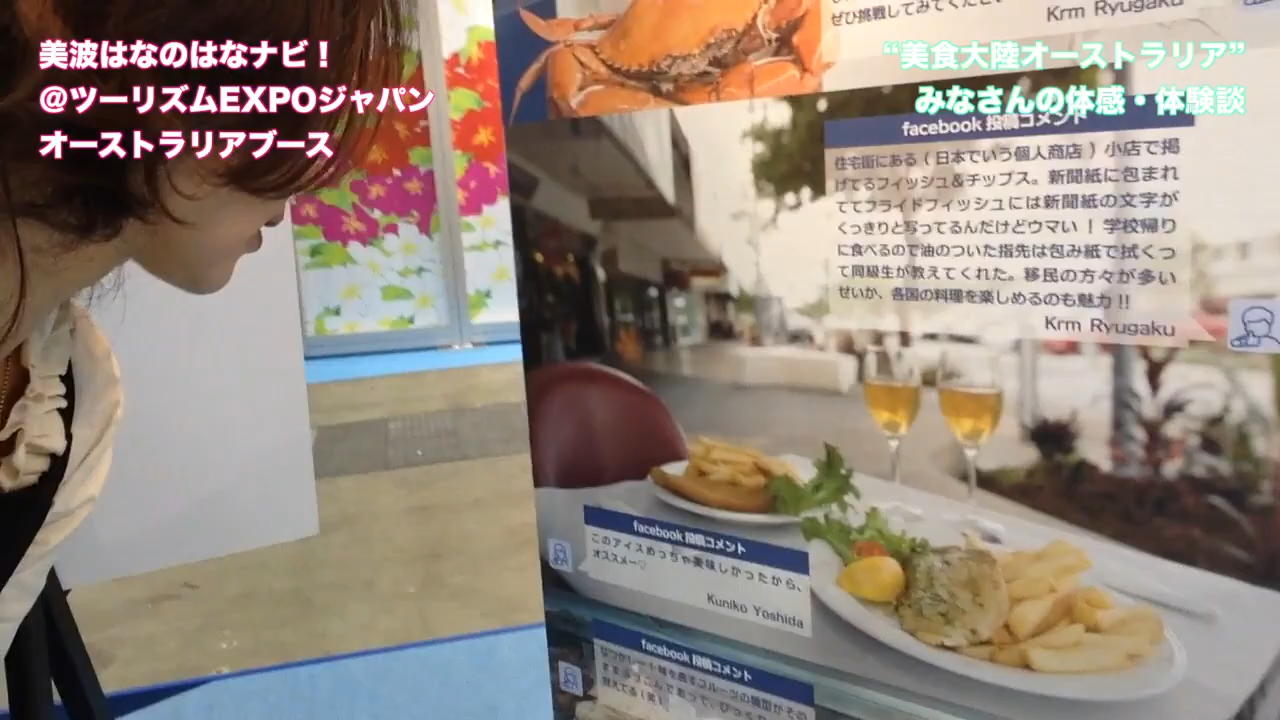 美波はなのはなナビ！
@ツーリズムEXPOジャパン
オーストラリアブース
“美食大陸オーストラリア”
みなさんの体感・体験談
ぜひ挑戦してみてください
Krm Ryugaku
facebook 投稿コメント
住宅街にある ( 日本でいう個人商店 ) 小店で掲
げてるフィッシュ&チップス。新聞紙に包まれ
ててフライドフィッシュには新聞紙の文字が
くっきりと写ってるんだけどウマい！学校帰り
に食べるので油のついた指先は包み紙で拭くっ
て同級生が教えてくれた。移民の方々が多い
せいか、各国の料理を楽しめるのも魅力 !!
Krm Ryugaku
facebook 投稿コメント
このアイスめっちゃ美味しかったから、
オススメー♡
Kuniko Yoshida
facebook 投稿コメント